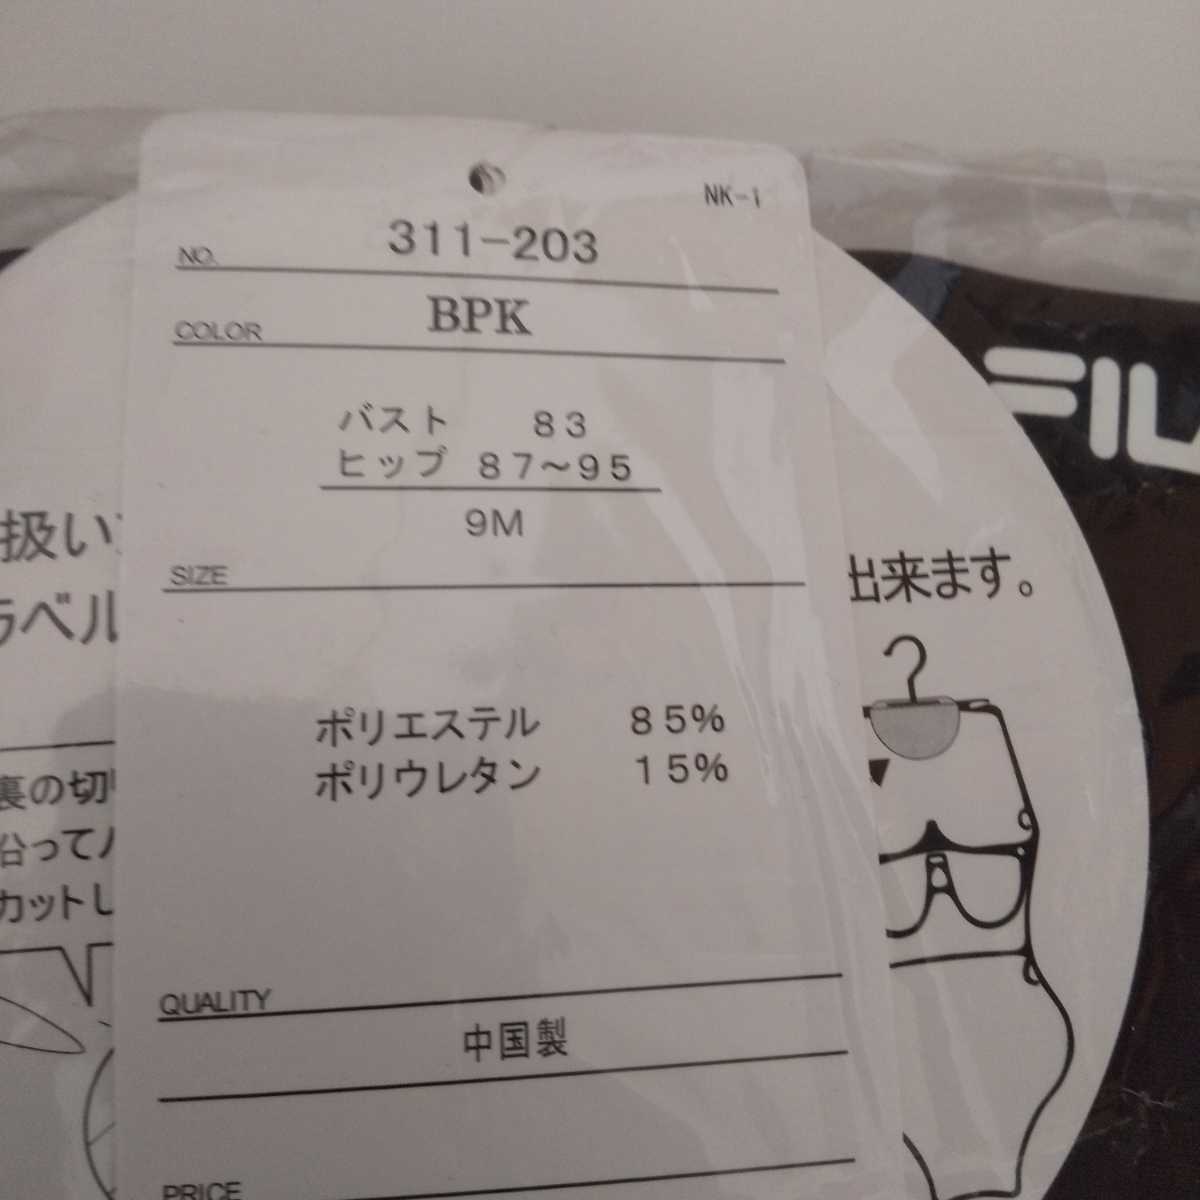 NK-1
NO. 311-203
COLOR BPK
バスト 83
ヒップ 87～95
9M
SIZE
ポリエステル 85%
ポリウレタン 15%
QUALITY
中国製
PRICE
扱い
ラベル
出来ます。
裏の切
沿って
カットし
FILA